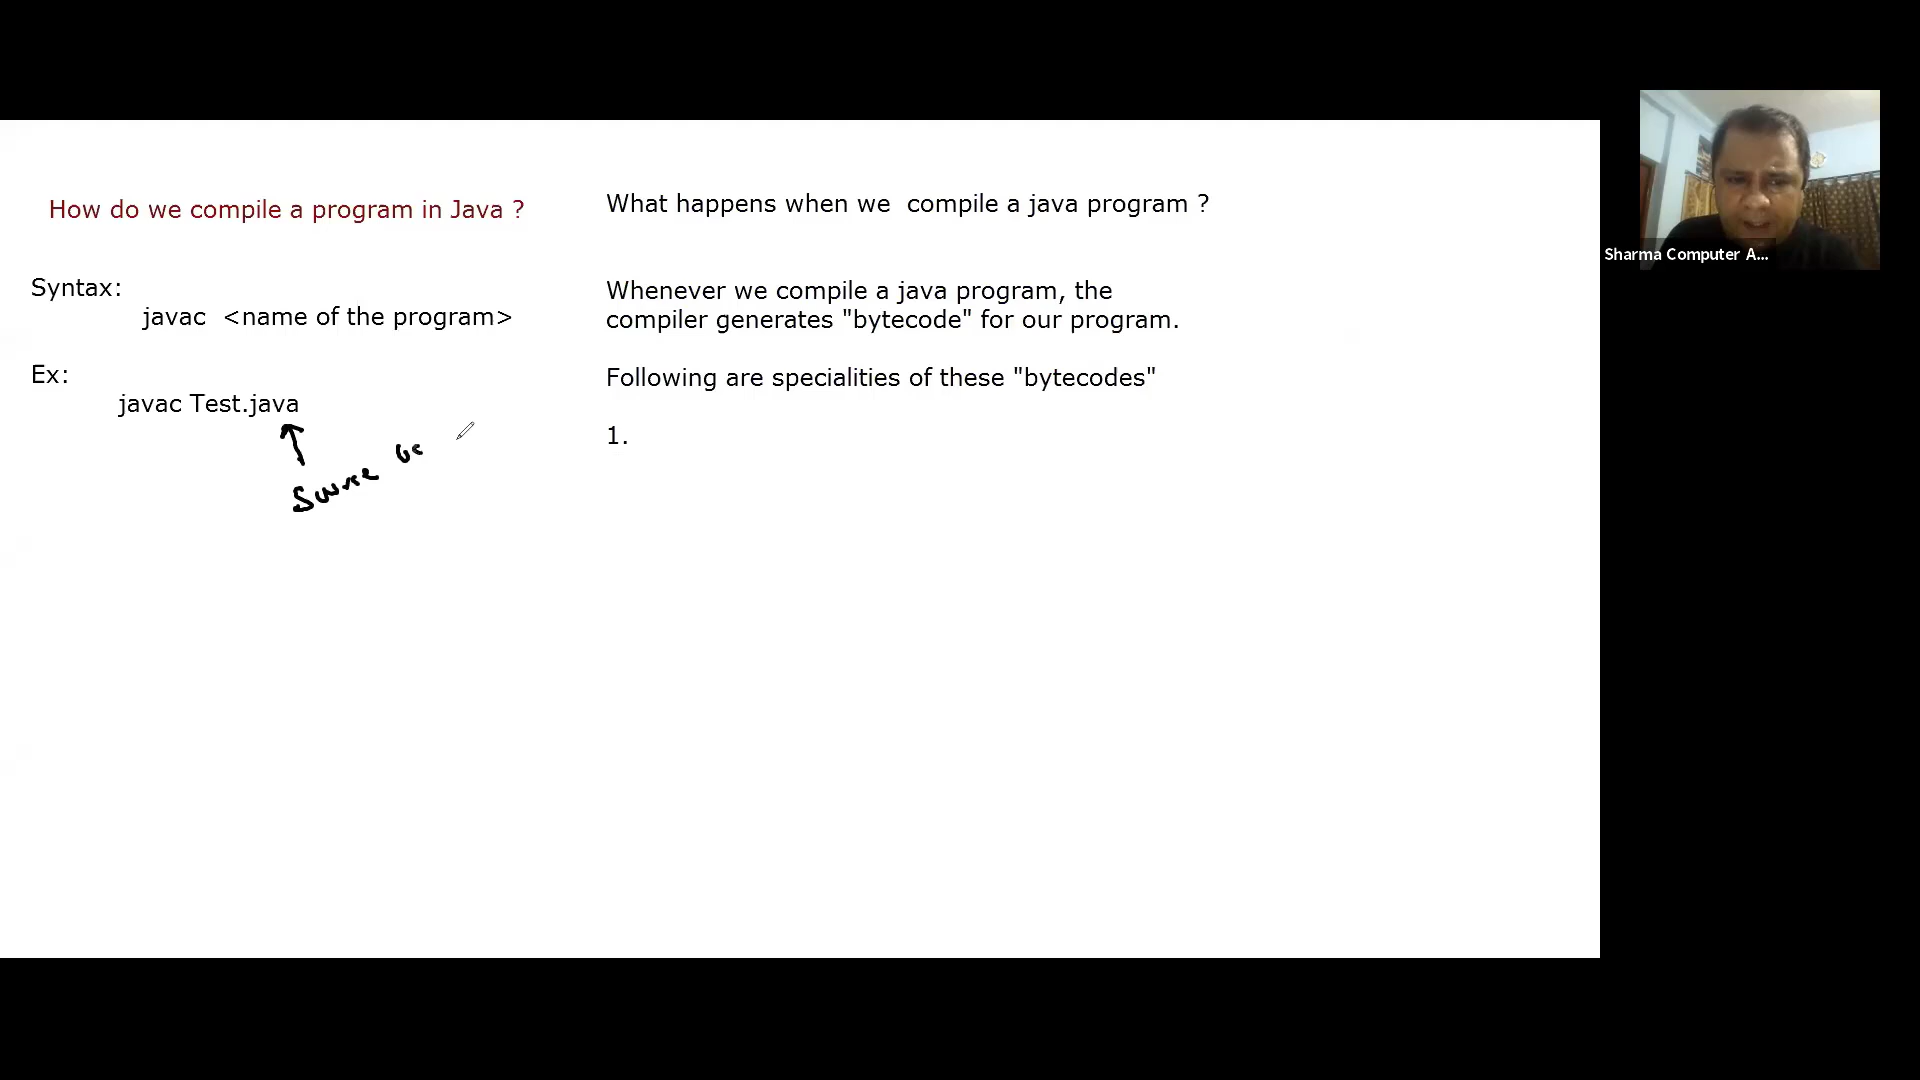 How do we compile a program in Java ?
Syntax:
javac <name of the program>
Ex:
javac Test.java
Source
What happens when we compile a java program ?
Whenever we compile a java program, the
compiler generates "bytecode" for our program.
Following are specialities of these "bytecodes"
1.
Sharma Computer A...